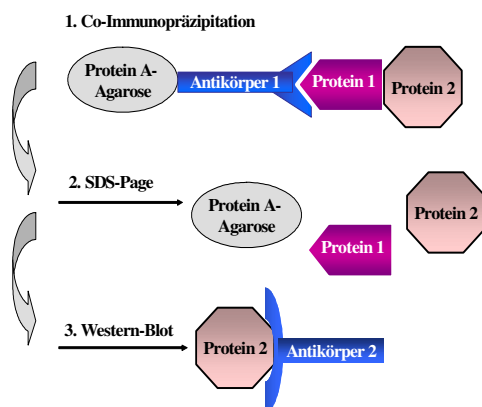 1. Co-Immunopräzipitation
Protein A-
Agarose
Antikörper 1
Protein 1
Protein 2
2. SDS-Page
Protein A-
Agarose
Protein 1
Protein 2
3. Western-Blot
Protein 2
Antikörper 2